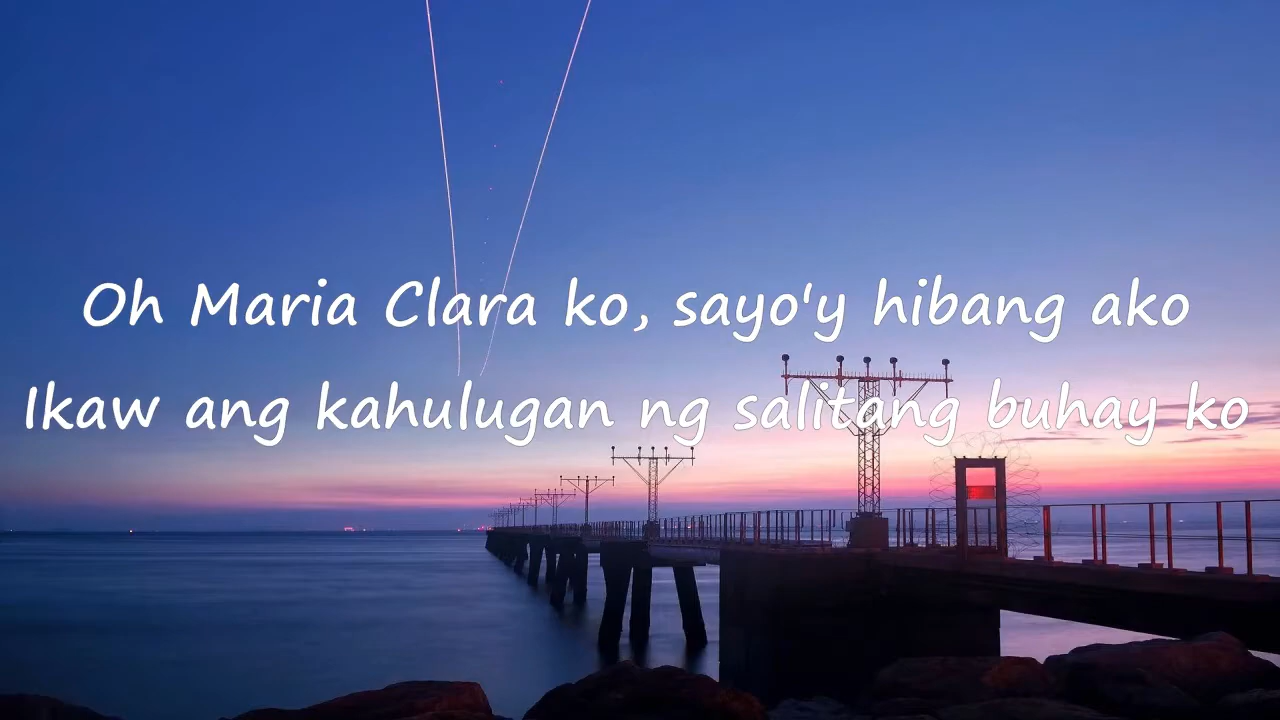 Oh Maria Clara ko, sayo'y hibang ako
Ikaw ang kahulugan ng salitang buhay ko